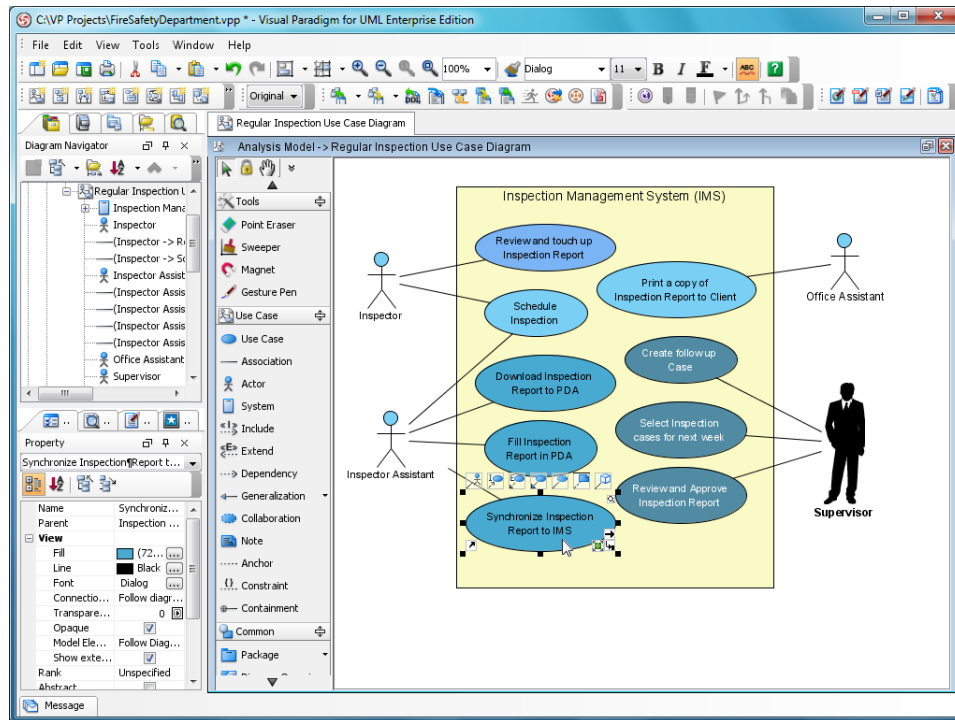 C:\VP Projects\FireSafetyDepartment.vpp * - Visual Paradigm for UML Enterprise Edition
File Edit View Tools Window Help
100% Dialog 11 B I F ABC ?
Original
Regular Inspection Use Case Diagram
Diagram Navigator
Analysis Model -> Regular Inspection Use Case Diagram
Regular Inspection U
Inspection Mana
Inspector
(Inspector -> R
(Inspector -> S
Inspector Assist
(Inspector Assis
(Inspector Assis
(Inspector Assis
(Inspector Assis
Office Assistant
Supervisor
Property
Synchronize Inspection¶Report t...
Name Synchroniz...
Parent Inspection ...
View
Fill (72...
Line Black
Font Dialog
Connectio... Follow diagr...
Transpare... 0
Opaque
Model Ele... Follow Diag...
Show exte...
Rank Unspecified
Abstract
Message
Tools
Point Eraser
Sweeper
Magnet
Gesture Pen
Use Case
Use Case
Association
Actor
System
Include
Extend
Dependency
Generalization
Collaboration
Note
Anchor
Constraint
Containment
Common
Package
Inspection Management System (IMS)
Review and touch up
Inspection Report
Print a copy of
Inspection Report to Client
Schedule
Inspection
Create follow up
Case
Download Inspection
Report to PDA
Select Inspection
cases for next week
Fill Inspection
Report in PDA
Review and Approve
Inspection Report
Synchronize Inspection
Report to IMS
Inspector
Office Assistant
Inspector Assistant
Supervisor